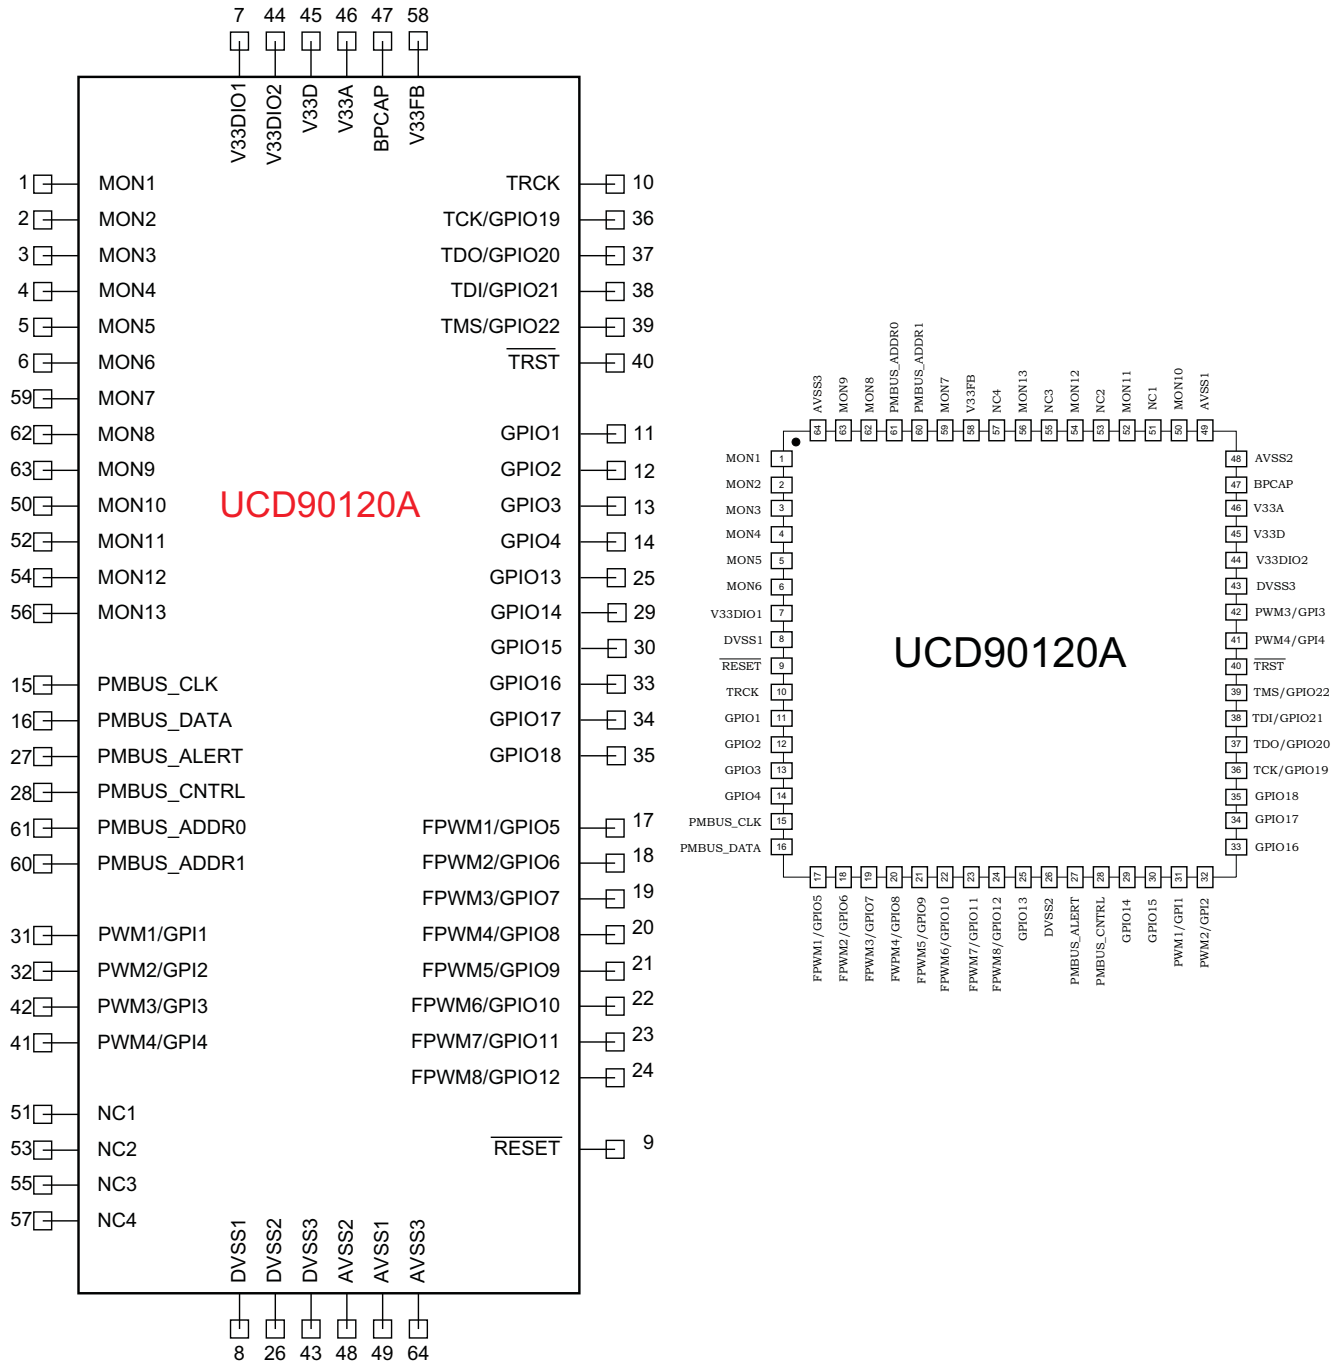 7 44 45 46 47 58
V33DIO1
V33DIO2
V33D
V33A
BPCAP
V33FB
1 MON1
2 MON2
3 MON3
4 MON4
5 MON5
6 MON6
59 MON7
62 MON8
63 MON9
50 MON10
52 MON11
54 MON12
56 MON13
15 PMBUS_CLK
16 PMBUS_DATA
27 PMBUS_ALERT
28 PMBUS_CNTRL
61 PMBUS_ADDR0
60 PMBUS_ADDR1
31 PWM1/GPI1
32 PWM2/GPI2
42 PWM3/GPI3
41 PWM4/GPI4
51 NC1
53 NC2
55 NC3
57 NC4
UCD90120A
TRCK 10
TCK/GPIO19 36
TDO/GPIO20 37
TDI/GPIO21 38
TMS/GPIO22 39
TRST 40
GPIO1 11
GPIO2 12
GPIO3 13
GPIO4 14
GPIO13 25
GPIO14 29
GPIO15 30
GPIO16 33
GPIO17 34
GPIO18 35
FPWM1/GPIO5 17
FPWM2/GPIO6 18
FPWM3/GPIO7 19
FPWM4/GPIO8 20
FPWM5/GPIO9 21
FPWM6/GPIO10 22
FPWM7/GPIO11 23
FPWM8/GPIO12 24
RESET 9
DVSS1
DVSS2
DVSS3
AVSS2
AVSS1
AVSS3
8 26 43 48 49 64
AVSS3 64
MON9 63
MON8 62
PMBUS_ADDR0 61
PMBUS_ADDR1 60
MON7 59
V33FB 58
NC4 57
MON13 56
NC3 55
MON12 54
NC2 53
MON11 52
NC1 51
MON10 50
AVSS1 49
MON1 1
MON2 2
MON3 3
MON4 4
MON5 5
MON6 6
V33DIO1 7
DVSS1 8
RESET 9
TRCK 10
GPIO1 11
GPIO2 12
GPIO3 13
GPIO4 14
PMBUS_CLK 15
PMBUS_DATA 16
UCD90120A
48 AVSS2
47 BPCAP
46 V33A
45 V33D
44 V33DIO2
43 DVSS3
42 PWM3/GPI3
41 PWM4/GPI4
40 TRST
39 TMS/GPIO22
38 TDI/GPIO21
37 TDO/GPIO20
36 TCK/GPIO19
35 GPIO18
34 GPIO17
33 GPIO16
17 FPWM1/GPIO5
18 FPWM2/GPIO6
19 FPWM3/GPIO7
20 FWPM4/GPIO8
21 FPWM5/GPIO9
22 FPWM6/GPIO10
23 FPWM7/GPIO11
24 FPWM8/GPIO12
25 GPIO13
26 DVSS2
27 PMBUS_ALERT
28 PMBUS_CNTRL
29 GPIO14
30 GPIO15
31 PWM1/GPI1
32 PWM2/GPI2